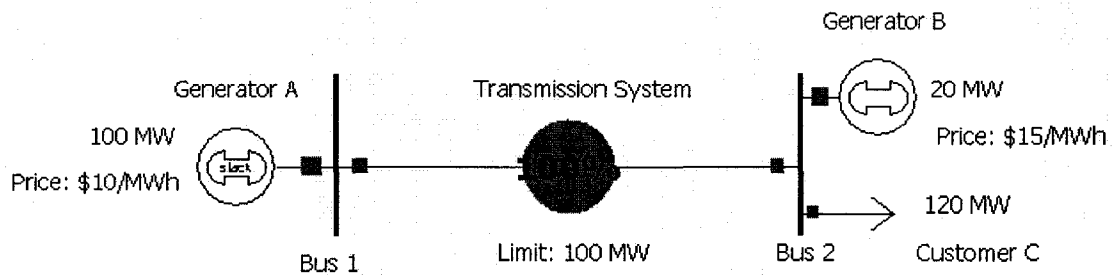 Generator B
Generator A
Transmission System
20 MW
100 MW
Price: $15/MWh
slack
Price: $10/MWh
120 MW
Limit: 100 MW
Bus 1
Bus 2
Customer C